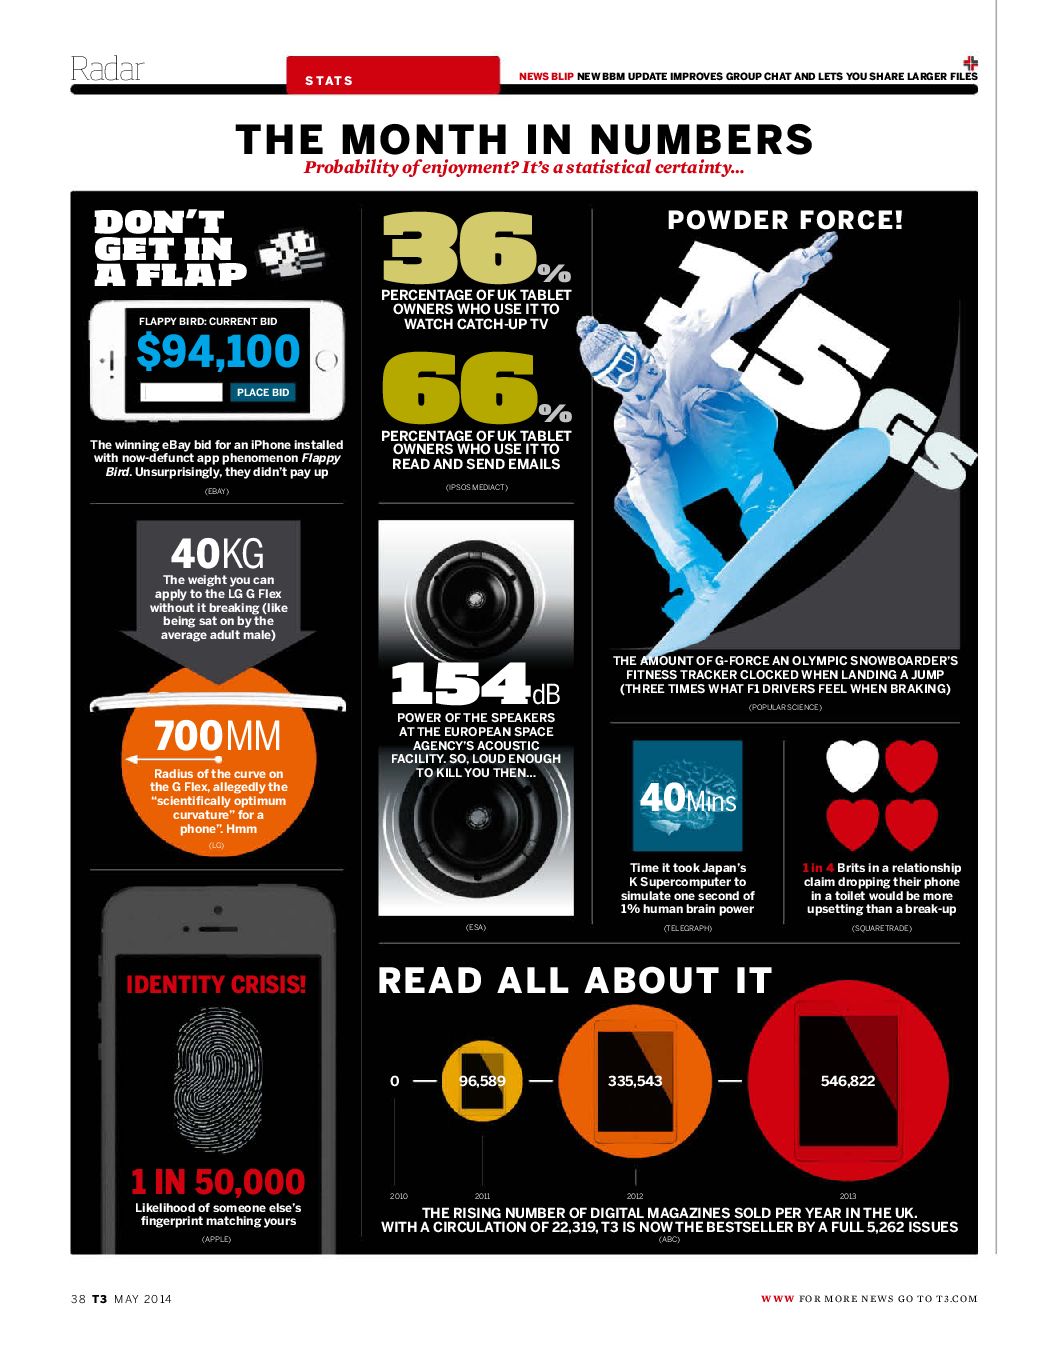 Radar
STATS
NEWS BLIP NEW BBM UPDATE IMPROVES GROUP CHAT AND LETS YOU SHARE LARGER FILES
THE MONTH IN NUMBERS
Probability of enjoyment? It's a statistical certainty...
DON'T
GET IN
A FLAP
FLAPPY BIRD: CURRENT BID
$94,100
PLACE BID
The winning eBay bid for an iPhone installed
with now-defunct app phenomenon Flappy
Bird. Unsurprisingly, they didn't pay up
(EBAY)
40KG
The weight you can
apply to the LG G Flex
without it breaking (like
being sat on by the
average adult male)
700MM
Radius of the curve on
the G Flex, allegedly the
"scientifically optimum
curvature" for a
phone". Hmm
(LG)
IDENTITY CRISIS!
1 IN 50,000
Likelihood of someone else's
fingerprint matching yours
(APPLE)
36%
PERCENTAGE OF UK TABLET
OWNERS WHO USE IT TO
WATCH CATCH-UP TV
66%
PERCENTAGE OF UK TABLET
OWNERS WHO USE IT TO
READ AND SEND EMAILS
(IPSOS MEDIACT)
154dB
POWER OF THE SPEAKERS
AT THE EUROPEAN SPACE
AGENCY'S ACOUSTIC
FACILITY. SO, LOUD ENOUGH
TO KILL YOU THEN...
(ESA)
POWDER FORCE!
15GS
THE AMOUNT OF G-FORCE AN OLYMPIC SNOWBOARDER'S
FITNESS TRACKER CLOCKED WHEN LANDING A JUMP
(THREE TIMES WHAT F1 DRIVERS FEEL WHEN BRAKING)
(POPULAR SCIENCE)
40Mins
Time it took Japan's
K Supercomputer to
simulate one second of
1% human brain power
(TELEGRAPH)
1 in 4 Brits in a relationship
claim dropping their phone
in a toilet would be more
upsetting than a break-up
(SQUARETRADE)
READ ALL ABOUT IT
0 96,589 335,543 546,822
2010 2011 2012 2013
THE RISING NUMBER OF DIGITAL MAGAZINES SOLD PER YEAR IN THE UK.
WITH A CIRCULATION OF 22,319, T3 IS NOW THE BESTSELLER BY A FULL 5,262 ISSUES
(ABC)
38 T3 MAY 2014
WWW FOR MORE NEWS GO TO T3.COM